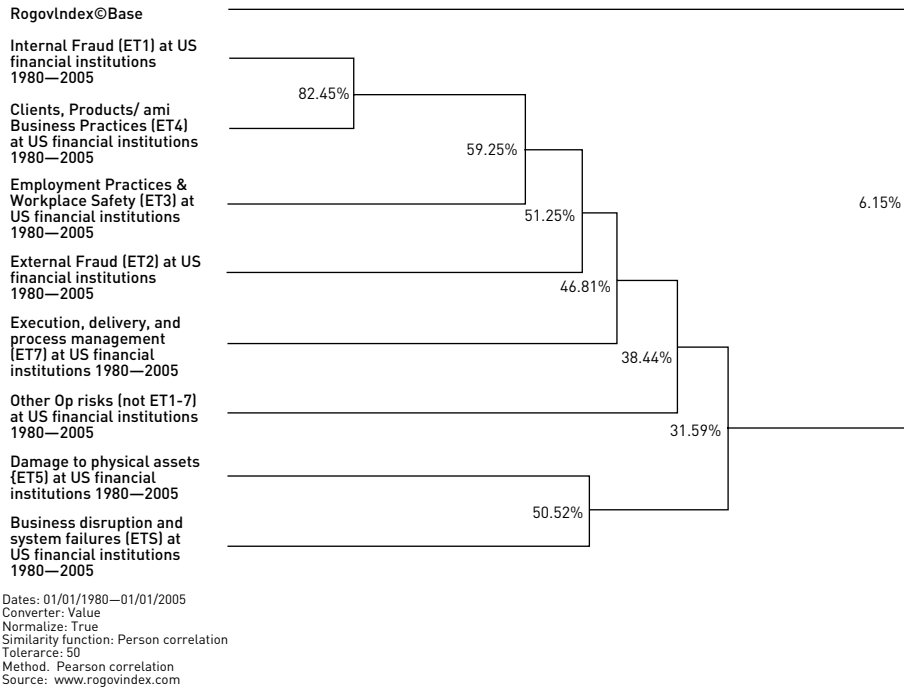 RogovIndex©Base
Internal Fraud (ET1) at US
financial institutions
1980—2005
82.45%
Clients, Products/ ami
Business Practices (ET4)
at US financial institutions
1980—2005
59.25%
Employment Practices &
Workplace Safety (ET3) at
US financial institutions
1980—2005
51.25%
6.15%
External Fraud (ET2) at US
financial institutions
1980—2005
46.81%
Execution, delivery, and
process management
(ET7) at US financial
institutions 1980—2005
38.44%
Other Op risks (not ET1-7)
at US financial institutions
1980—2005
31.59%
Damage to physical assets
{ET5) at US financial
institutions 1980—2005
50.52%
Business disruption and
system failures (ETS) at
US financial institutions
1980—2005
Dates: 01/01/1980—01/01/2005
Converter: Value
Normalize: True
Similarity function: Person correlation
Tolerarce: 50
Method. Pearson correlation
Source: www.rogovindex.com